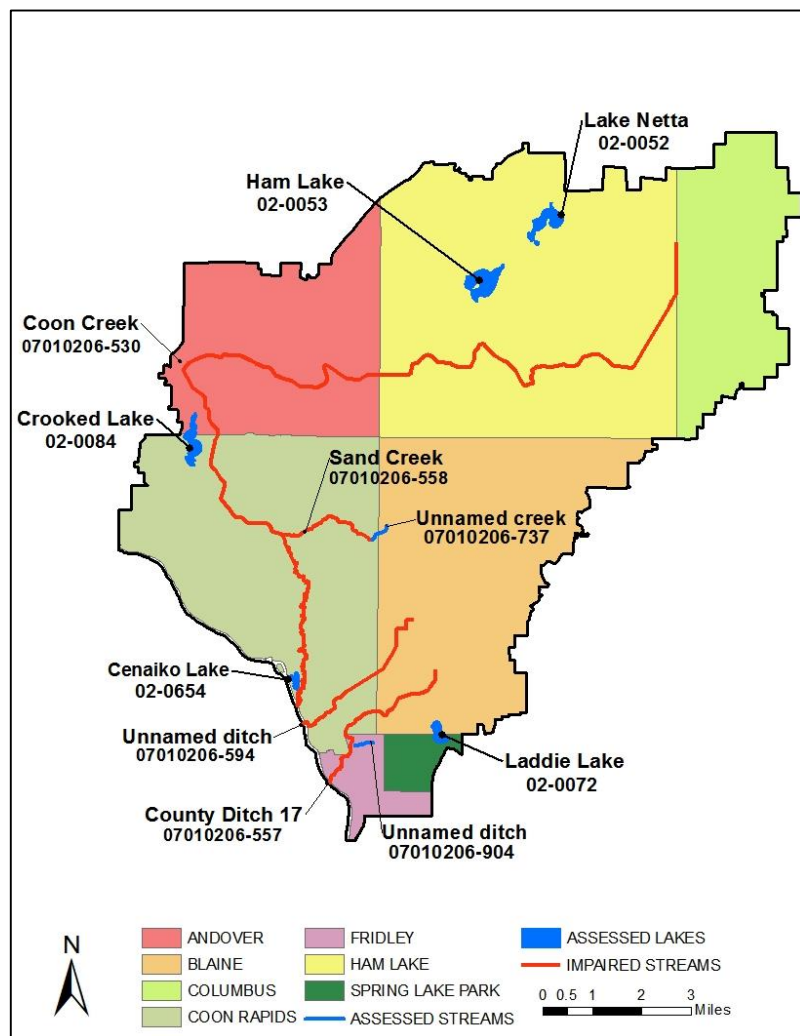 Lake Netta
02-0052
Ham Lake
02-0053
Coon Creek
07010206-530
Crooked Lake
02-0084
Sand Creek
07010206-558
Unnamed creek
07010206-737
Cenaiko Lake
02-0654
Unnamed ditch
07010206-594
Laddie Lake
02-0072
County Ditch 17
07010206-557
Unnamed ditch
07010206-904
N
ANDOVER
BLAINE
COLUMBUS
COON RAPIDS
FRIDLEY
HAM LAKE
SPRING LAKE PARK
ASSESSED STREAMS
ASSESSED LAKES
IMPAIRED STREAMS
0 0.5 1 2 3
Miles